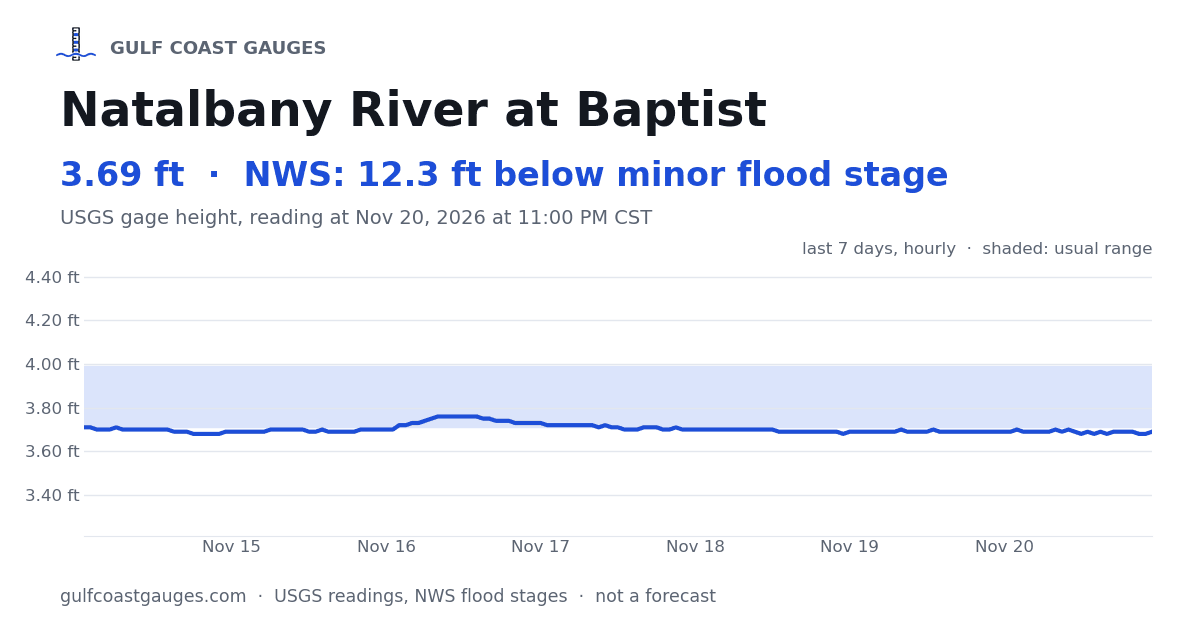 GULF COAST GAUGES
Natalbany River at Baptist
3.69 ft · NWS: 12.3 ft below minor flood stage
USGS gage height, reading at Nov 20, 2026 at 11:00 PM CST
last 7 days, hourly · shaded: usual range
4.40 ft
4.20 ft
4.00 ft
3.80 ft
3.60 ft
3.40 ft
Nov 15 Nov 16 Nov 17 Nov 18 Nov 19 Nov 20
gulfcoastgauges.com · USGS readings, NWS flood stages · not a forecast